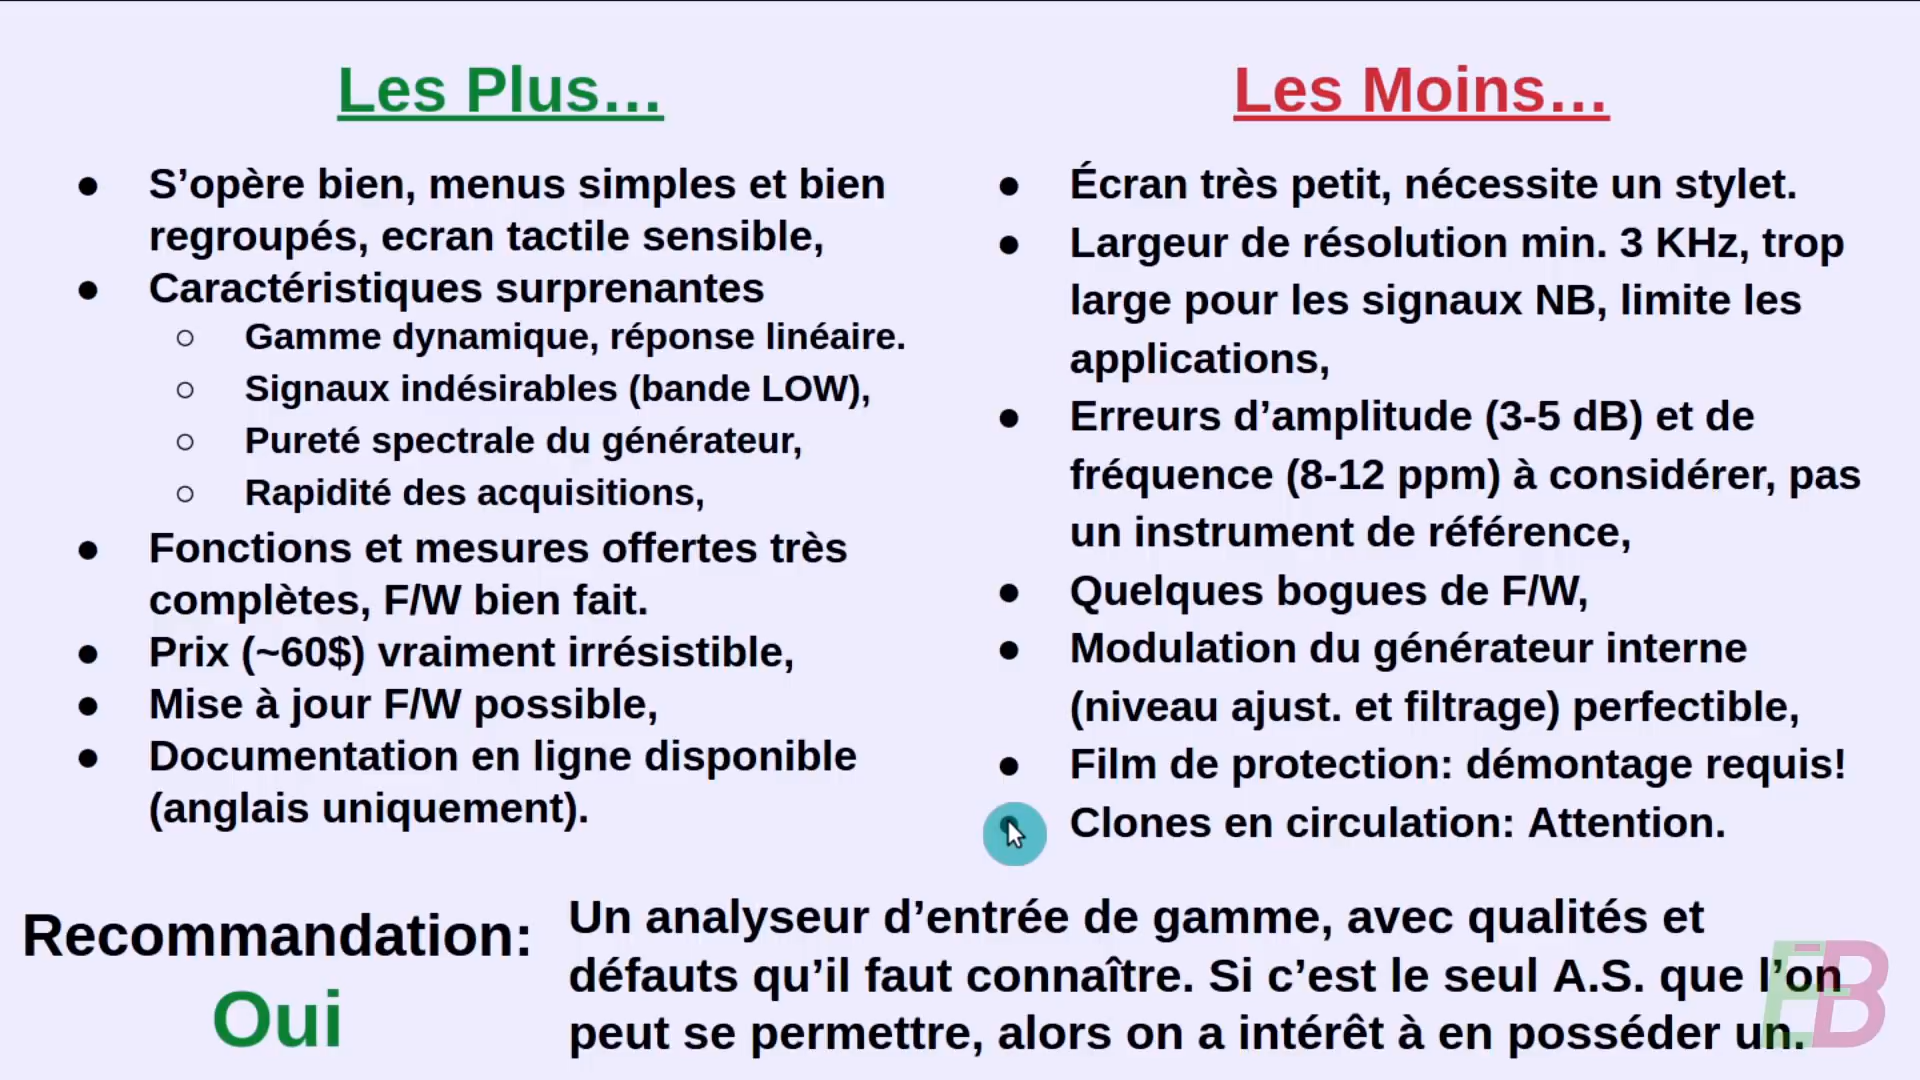 Les Plus…
S’opère bien, menus simples et bien
regroupés, ecran tactile sensible,
Caractéristiques surprenantes
Gamme dynamique, réponse linéaire.
Signaux indésirables (bande LOW),
Pureté spectrale du générateur,
Rapidité des acquisitions,
Fonctions et mesures offertes très
complètes, F/W bien fait.
Prix (~60$) vraiment irrésistible,
Mise à jour F/W possible,
Documentation en ligne disponible
(anglais uniquement).
Les Moins…
Écran très petit, nécessite un stylet.
Largeur de résolution min. 3 KHz, trop
large pour les signaux NB, limite les
applications,
Erreurs d’amplitude (3-5 dB) et de
fréquence (8-12 ppm) à considérer, pas
un instrument de référence,
Quelques bogues de F/W,
Modulation du générateur interne
(niveau ajust. et filtrage) perfectible,
Film de protection: démontage requis!
Clones en circulation: Attention.
Recommandation:
Oui
Un analyseur d’entrée de gamme, avec qualités et
défauts qu’il faut connaître. Si c’est le seul A.S. que l’on
peut se permettre, alors on a intérêt à en posséder un.
EB